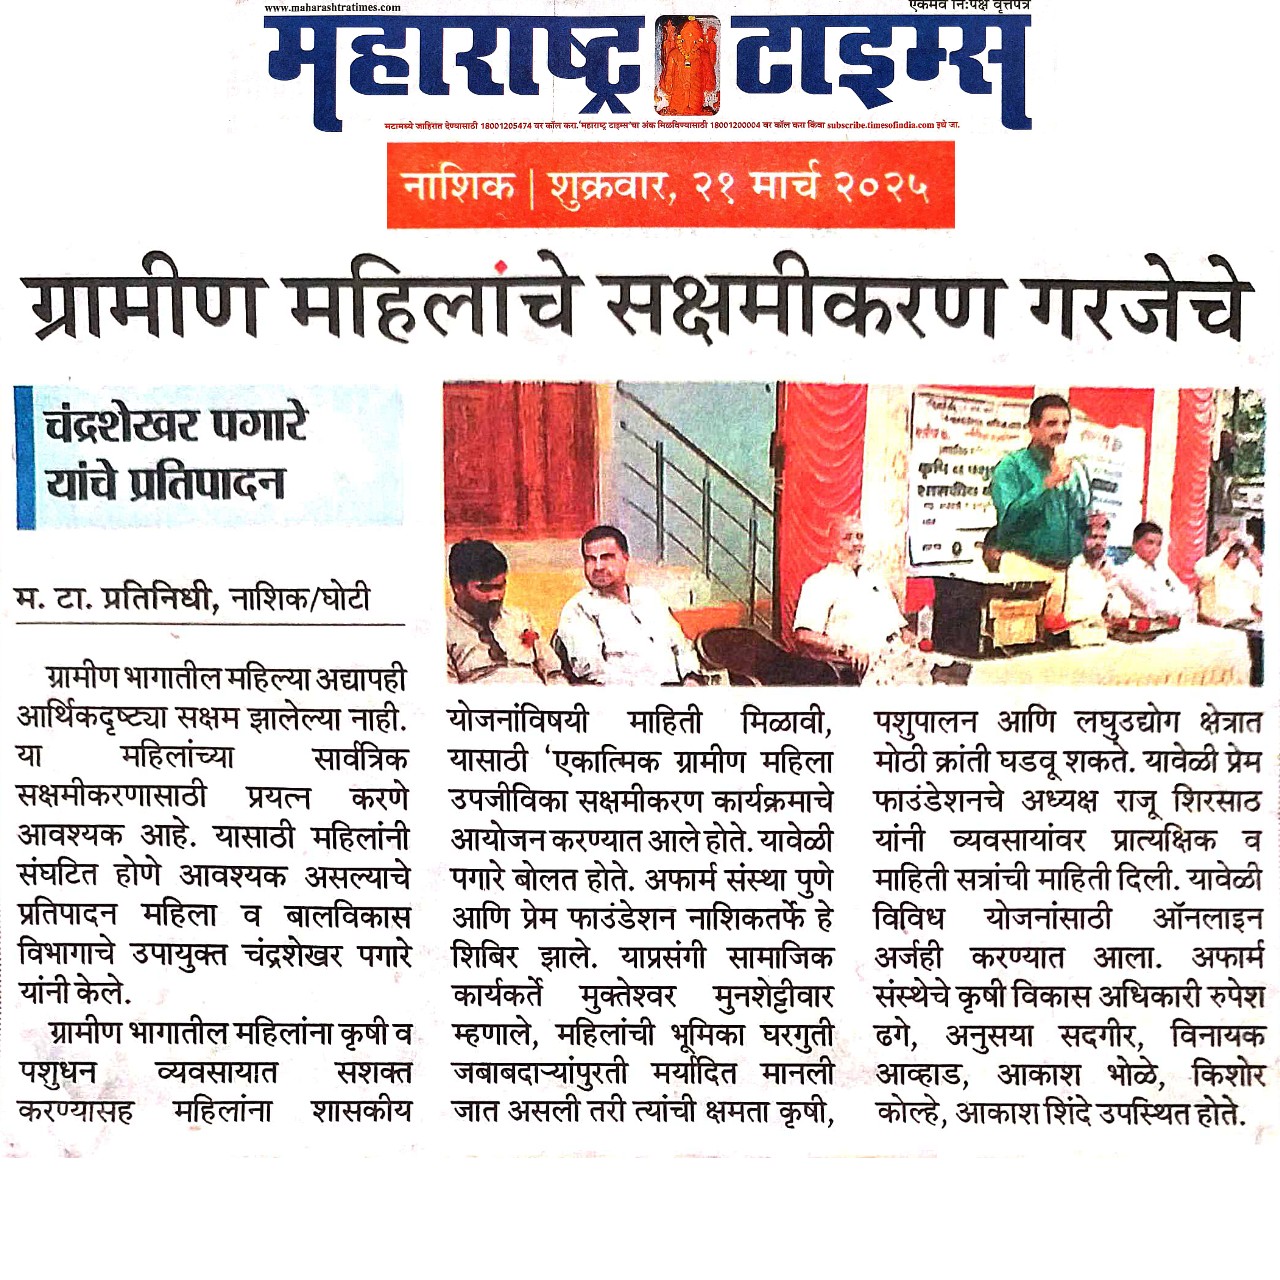 www.maharashtratimes.com
एकमेव नि:पक्ष वृत्तपत्र
महाराष्ट्र टाइम्स
मटामध्ये जाहिरात देण्यासाठी 18001205474 वर कॉल करा. 'महाराष्ट्र टाइम्स'चा अंक मिळविण्यासाठी 18001200004 वर कॉल करा किंवा subscribe.timesofindia.com इथे जा.
नाशिक | शुक्रवार, २१ मार्च २०२५
ग्रामीण महिलांचे सक्षमीकरण गरजेचे
चंद्रशेखर पगारे
यांचे प्रतिपादन
म. टा. प्रतिनिधी, नाशिक/घोटी
ग्रामीण भागातील महिल्या अद्यापही
आर्थिकदृष्ट्या सक्षम झालेल्या नाही.
या महिलांच्या सार्वत्रिक
सक्षमीकरणासाठी प्रयत्न करणे
आवश्यक आहे. यासाठी महिलांनी
संघटित होणे आवश्यक असल्याचे
प्रतिपादन महिला व बालविकास
विभागाचे उपायुक्त चंद्रशेखर पगारे
यांनी केले.
ग्रामीण भागातील महिलांना कृषी व
पशुधन व्यवसायात सशक्त
करण्यासह महिलांना शासकीय
योजनांविषयी माहिती मिळावी,
यासाठी 'एकात्मिक ग्रामीण महिला
उपजीविका सक्षमीकरण कार्यक्रमाचे
आयोजन करण्यात आले होते. यावेळी
पगारे बोलत होते. अफार्म संस्था पुणे
आणि प्रेम फाउंडेशन नाशिकतर्फे हे
शिबिर झाले. याप्रसंगी सामाजिक
कार्यकर्ते मुक्तेश्वर मुनशेट्टीवार
म्हणाले, महिलांची भूमिका घरगुती
जबाबदाऱ्यांपुरती मर्यादित मानली
जात असली तरी त्यांची क्षमता कृषी,
पशुपालन आणि लघुउद्योग क्षेत्रात
मोठी क्रांती घडवू शकते. यावेळी प्रेम
फाउंडेशनचे अध्यक्ष राजू शिरसाठ
यांनी व्यवसायांवर प्रात्यक्षिक व
माहिती सत्रांची माहिती दिली. यावेळी
विविध योजनांसाठी ऑनलाइन
अर्जही करण्यात आला. अफार्म
संस्थेचे कृषी विकास अधिकारी रुपेश
ढगे, अनुसया सदगीर, विनायक
आव्हाड, आकाश भोळे, किशोर
कोल्हे, आकाश शिंदे उपस्थित होते.